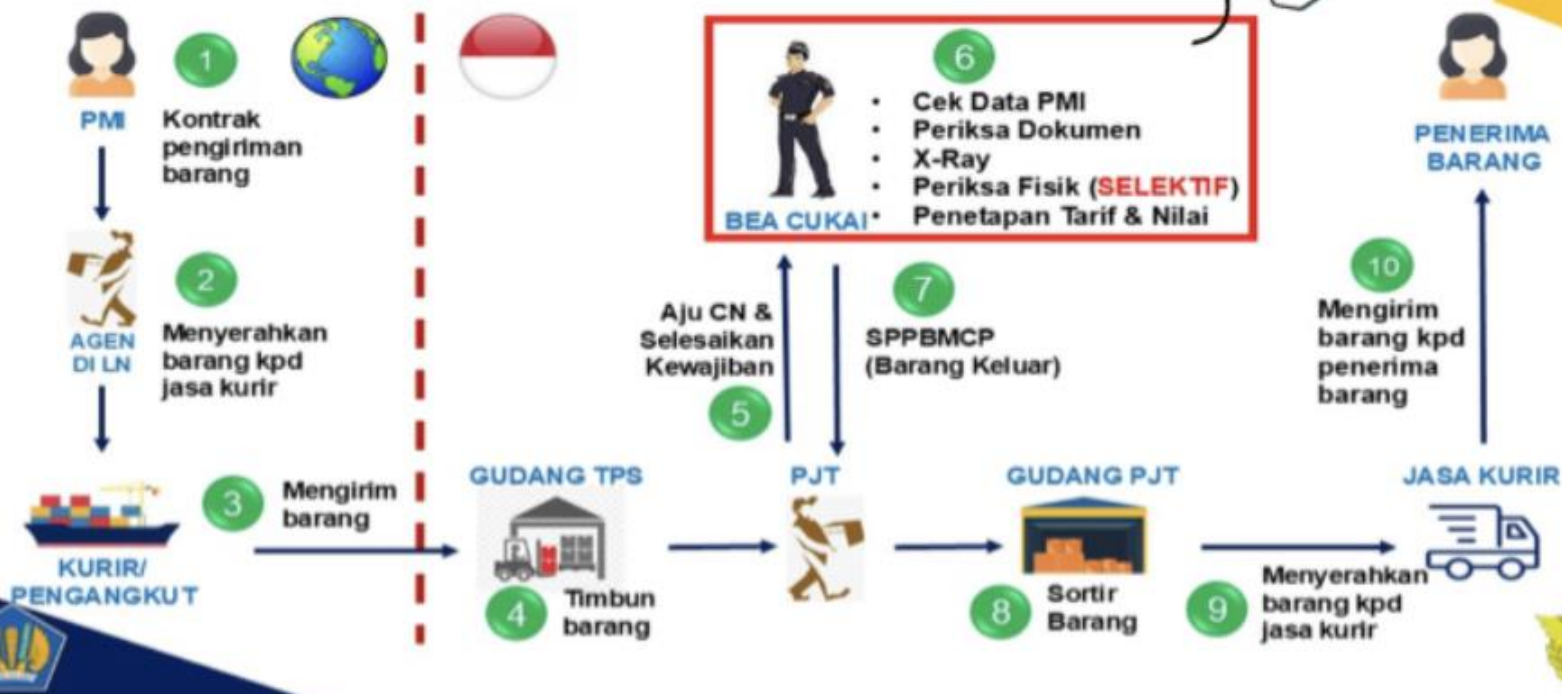 1
PMI
Kontrak
pengiriman
barang
2
AGEN
DI LN
Menyerahkan
barang kpd
jasa kurir
3
Mengirim
barang
KURIR/
PENGANGKUT
GUDANG TPS
4
Timbun
barang
Aju CN &
Selesaikan
Kewajiban
5
PJT
6
• Cek Data PMI
• Periksa Dokumen
• X-Ray
• Periksa Fisik (SELEKTIF)
• Penetapan Tarif & Nilai
BEA CUKAI
7
SPPBMCP
(Barang Keluar)
GUDANG PJT
8
Sortir
Barang
9
Menyerahkan
barang kpd
jasa kurir
JASA KURIR
10
Mengirim
barang kpd
penerima
barang
PENERIMA
BARANG